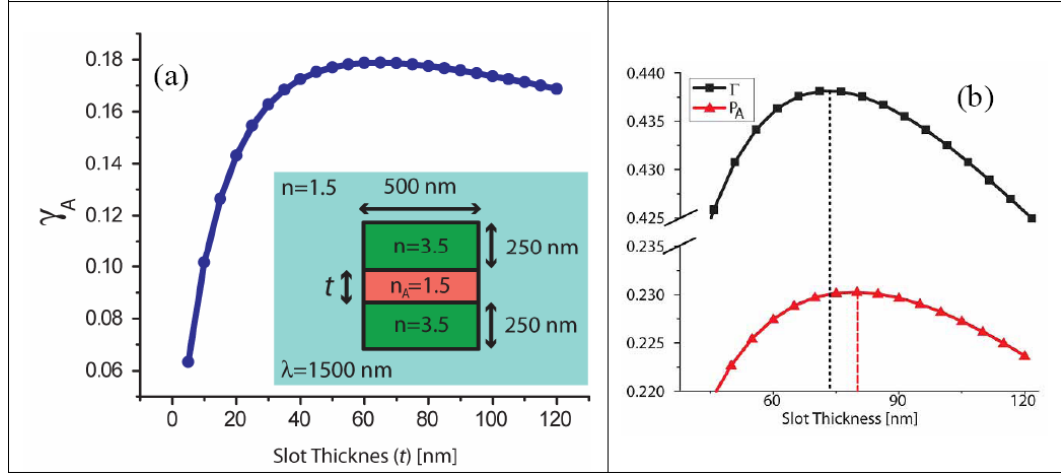 (a)
γA
0.18
0.16
0.14
0.12
0.10
0.08
0.06
0 20 40 60 80 100 120
Slot Thicknes (t) [nm]
n=1.5
500 nm
n=3.5
250 nm
t
nA=1.5
n=3.5
250 nm
λ=1500 nm
(b)
Γ
PA
0.440
0.435
0.430
0.425
0.235
0.230
0.225
0.220
60 90 120
Slot Thickness [nm]